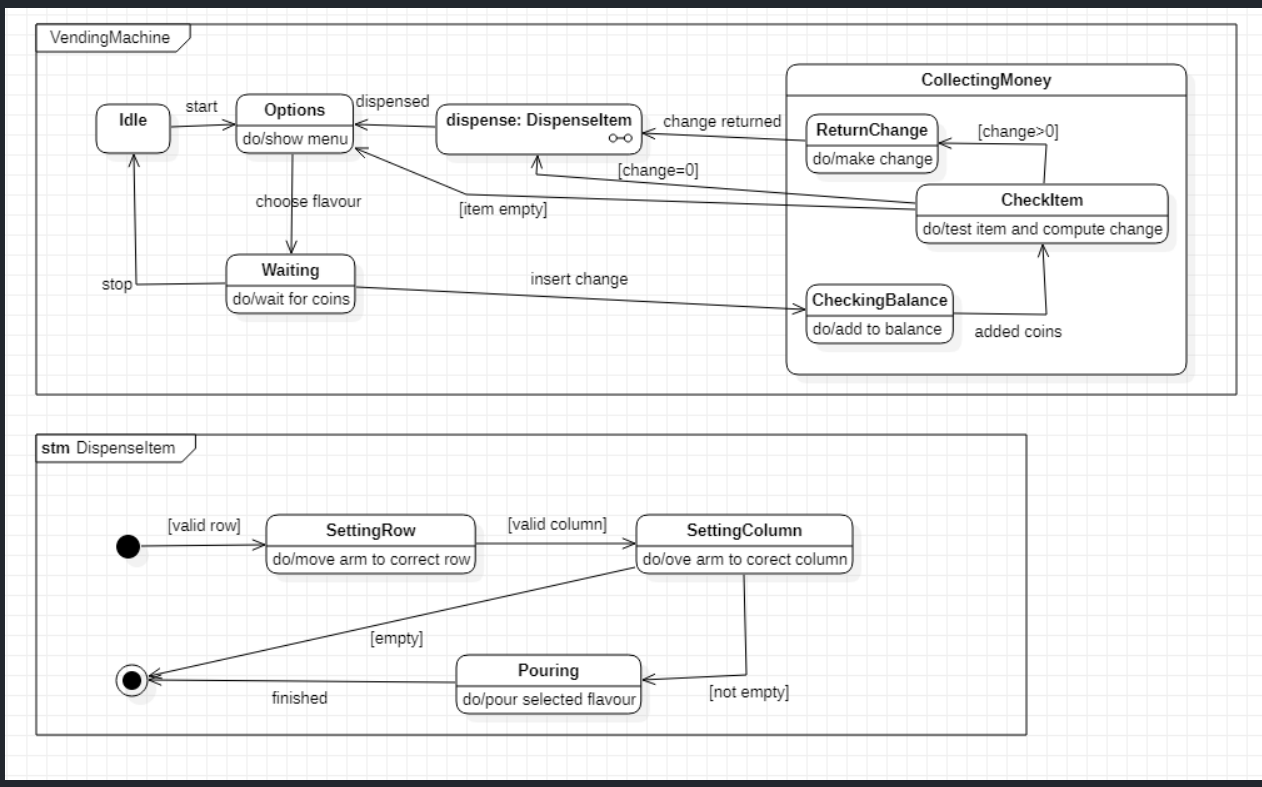 VendingMachine
CollectingMoney
Idle
start
Options
do/show menu
dispensed
dispense: DispenseItem
change returned
ReturnChange
do/make change
[change>0]
[change=0]
[item empty]
CheckItem
do/test item and compute change
choose flavour
Waiting
do/wait for coins
stop
insert change
CheckingBalance
do/add to balance
added coins
stm DispenseItem
[valid row]
SettingRow
do/move arm to correct row
[valid column]
SettingColumn
do/ove arm to corect column
[empty]
Pouring
do/pour selected flavour
[not empty]
finished